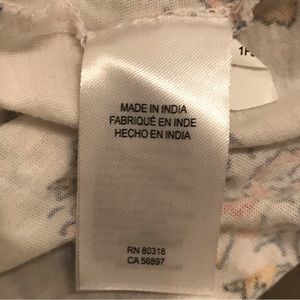 MADE IN INDIA
FABRIQUÉ EN INDE
HECHO EN INDIA
RN 80318
CA 56897